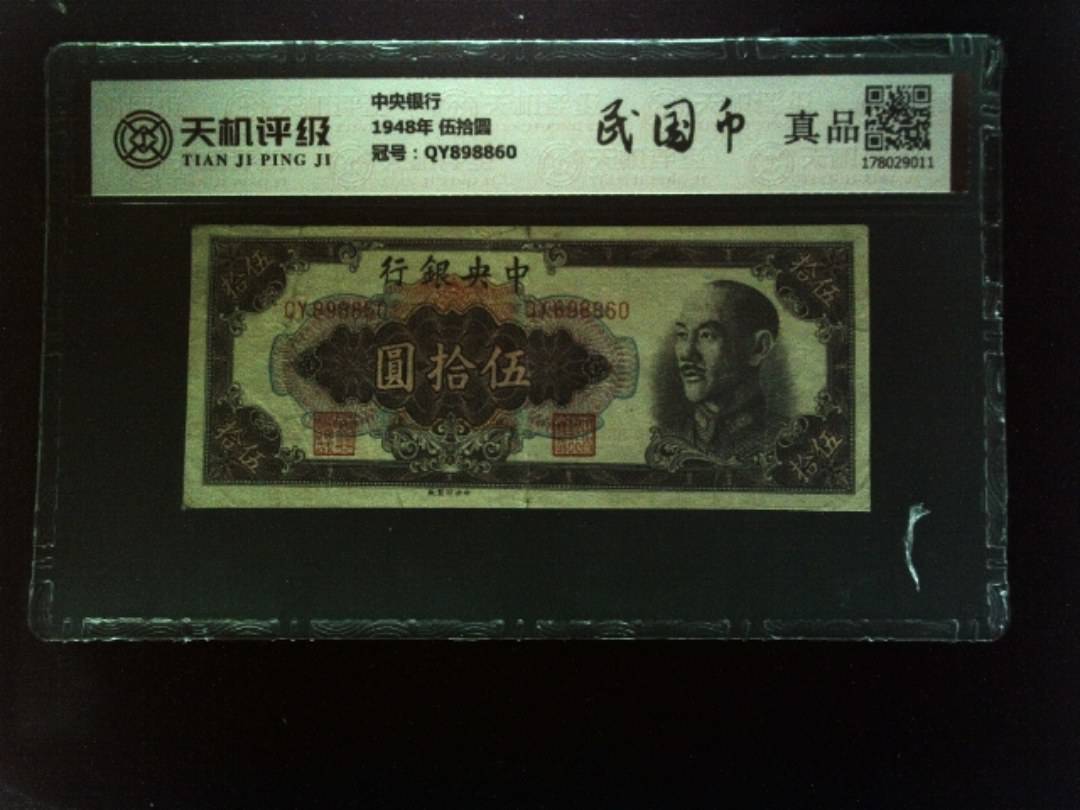 天机评级
TIAN JI PING JI
中央银行
1948年 伍拾圆
冠号：QY898860
民国币
真品
178029011
伍拾
行銀央中
伍拾
QY898860
QY898860
圓拾伍
伍拾
伍拾